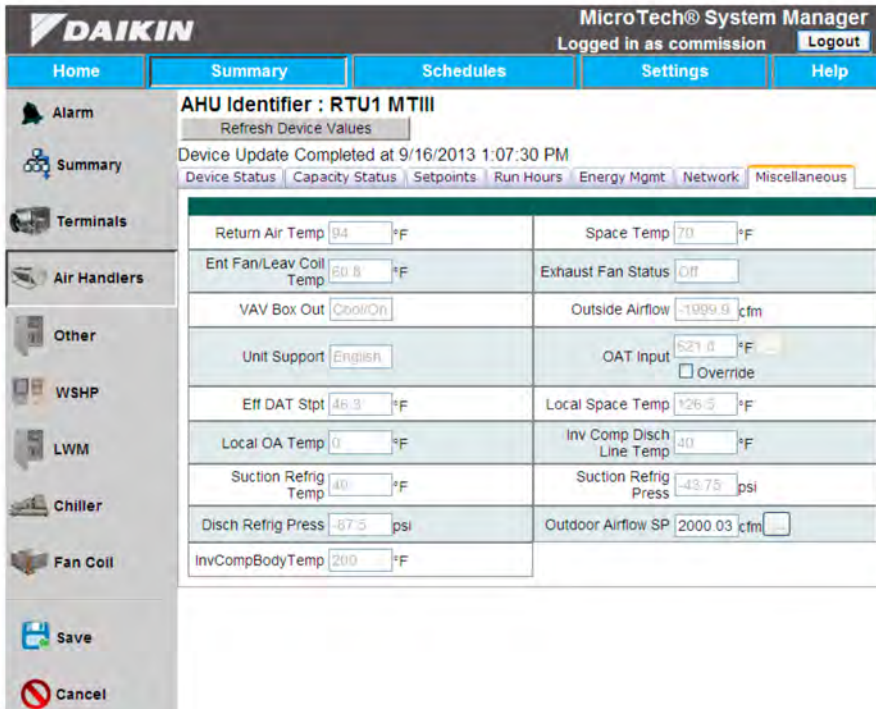 DAIKIN
MicroTech® System Manager
Logged in as commission Logout
Home Summary Schedules Settings Help
Alarm
Summary
Terminals
Air Handlers
Other
WSHP
LWM
Chiller
Fan Coil
Save
Cancel
AHU Identifier : RTU1 MTIII
Refresh Device Values
Device Update Completed at 9/16/2013 1:07:30 PM
Device Status Capacity Status Setpoints Run Hours Energy Mgmt Network Miscellaneous
Return Air Temp 94 °F Space Temp 70 °F
Ent Fan/Leav Coil
Temp 60.8 °F Exhaust Fan Status Off
VAV Box Out Cool/On Outside Airflow -1999.9 cfm
Unit Support English OAT Input °F ...
Override
Eff DAT Stpt 46.3 °F Local Space Temp 126.5 °F
Local OA Temp 0 °F Inv Comp Disch
Line Temp 40 °F
Suction Refrig
Temp 40 °F Suction Refrig
Press -43.75 psi
Disch Refrig Press -87.5 psi Outdoor Airflow SP 2000.03 cfm ...
InvCompBodyTemp 200 °F